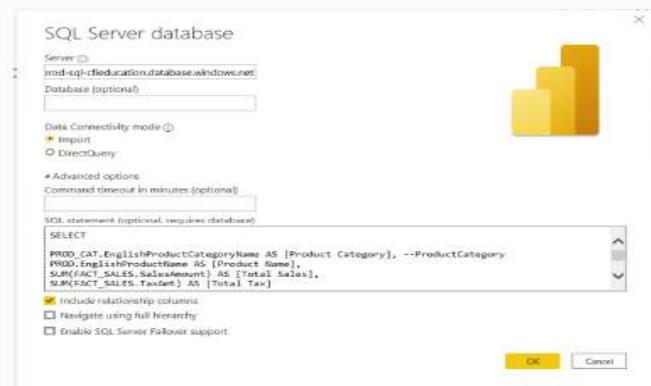 SQL Server database
Server
rod-sql-cfieducation.database.windows.net
Database (optional)
Data Connectivity mode
Import
DirectQuery
Advanced options
Command timeout in minutes (optional)
SQL statement (optional, requires database)
SELECT
PROD_CAT.EnglishProductCategoryName AS [Product Category], --ProductCategory
PROD.EnglishProductName AS [Product Name],
SUM(FACT_SALES.SalesAmount) AS [Total Sales],
SUM(FACT_SALES.TaxAmt) AS [Total Tax]
Include relationship columns
Navigate using full hierarchy
Enable SQL Server Failover support
OK Cancel